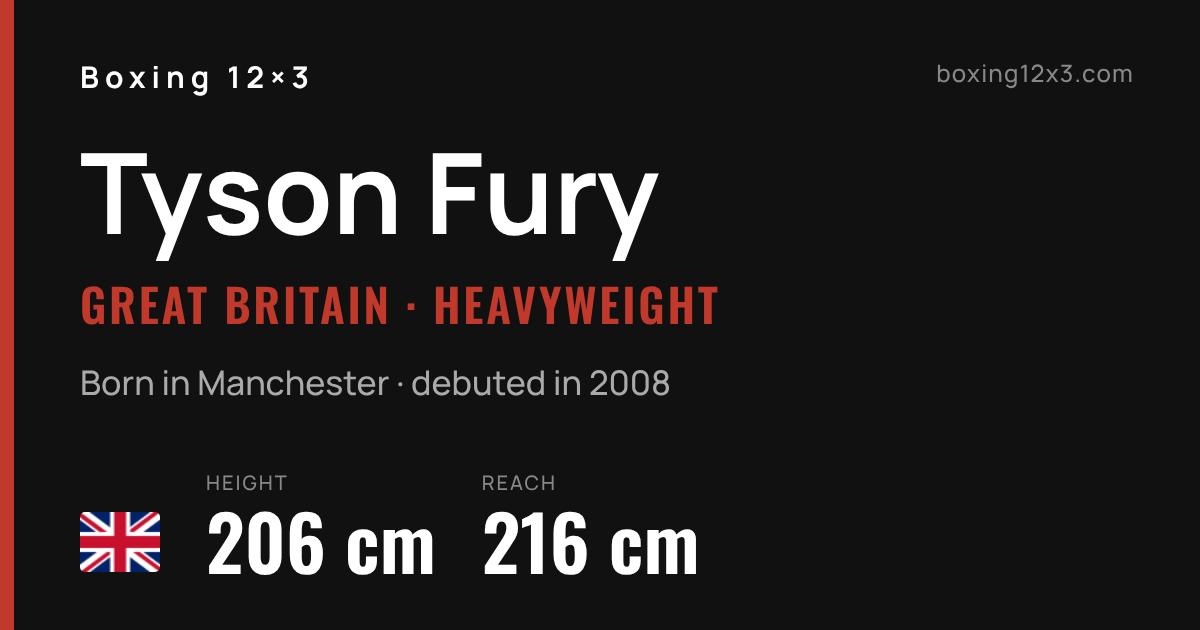 Boxing 12×3
boxing12x3.com
Tyson Fury
GREAT BRITAIN · HEAVYWEIGHT
Born in Manchester · debuted in 2008
HEIGHT
REACH
206 cm
216 cm